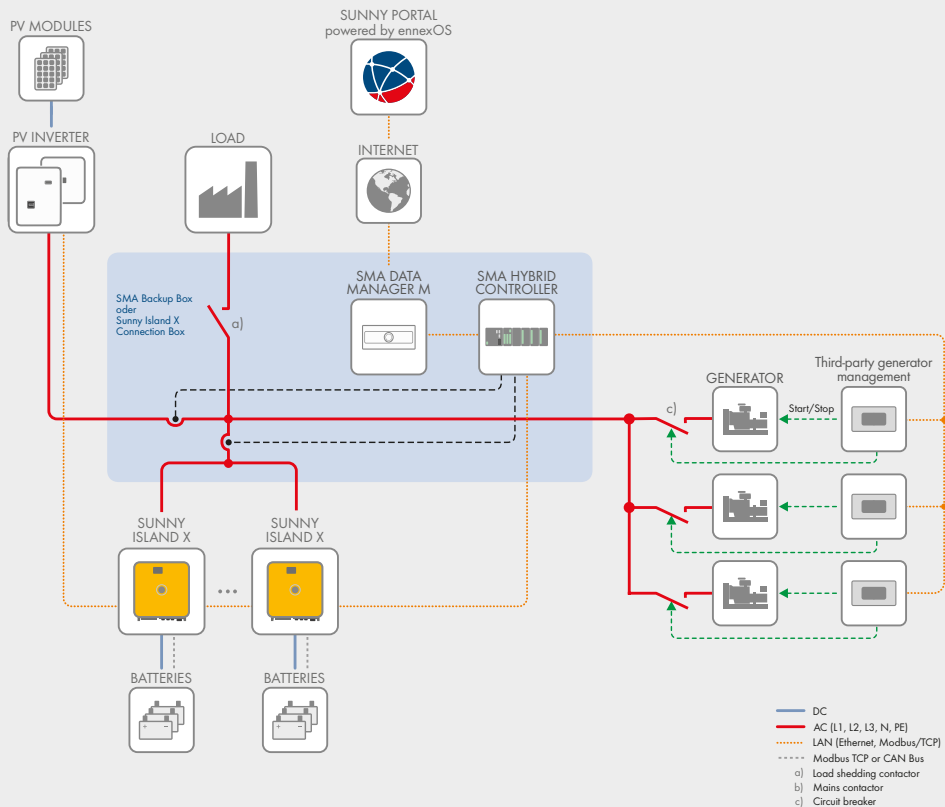 PV MODULES
SUNNY PORTAL
powered by ennexOS
PV INVERTER
LOAD
INTERNET
SMA Backup Box
oder
Sunny Island X
Connection Box
a)
SMA DATA
MANAGER M
SMA HYBRID
CONTROLLER
GENERATOR
Third-party generator
management
c)
Start/Stop
SUNNY
ISLAND X
SUNNY
ISLAND X
BATTERIES
BATTERIES
DC
AC (L1, L2, L3, N, PE)
LAN (Ethernet, Modbus/TCP)
Modbus TCP or CAN Bus
a) Load shedding contactor
b) Mains contactor
c) Circuit breaker